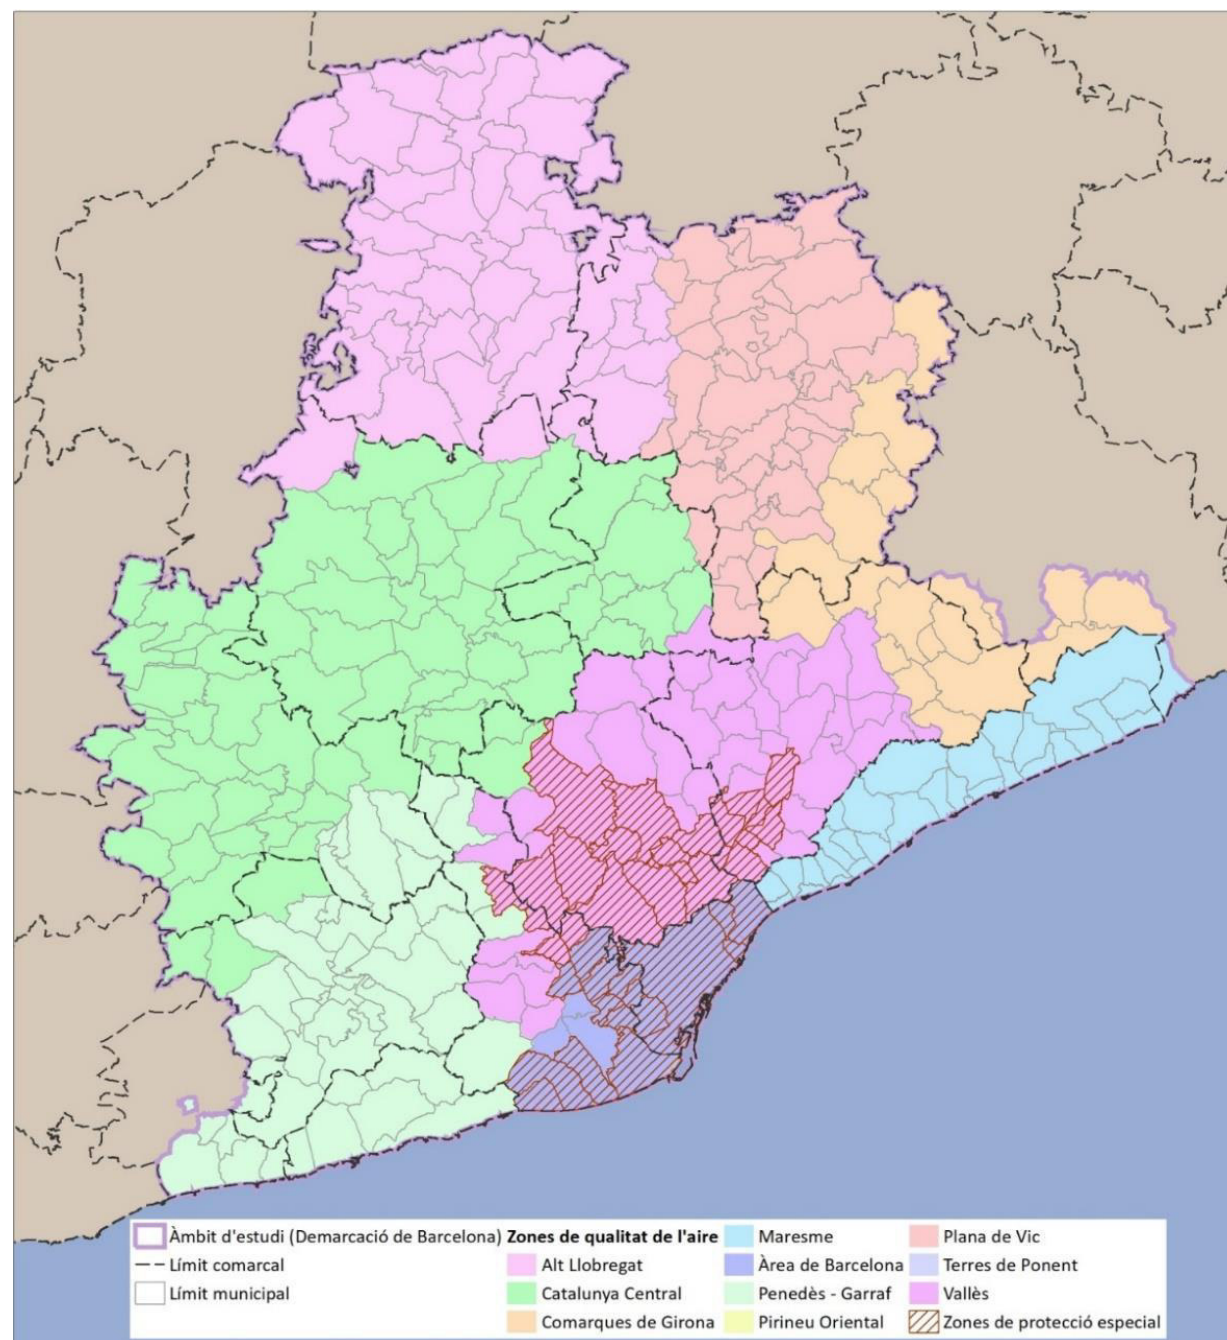 Àmbit d'estudi (Demarcació de Barcelona)
Límit comarcal
Límit municipal
Zones de qualitat de l'aire
Alt Llobregat
Catalunya Central
Comarques de Girona
Maresme
Àrea de Barcelona
Penedès - Garraf
Pirineu Oriental
Plana de Vic
Terres de Ponent
Vallès
Zones de protecció especial